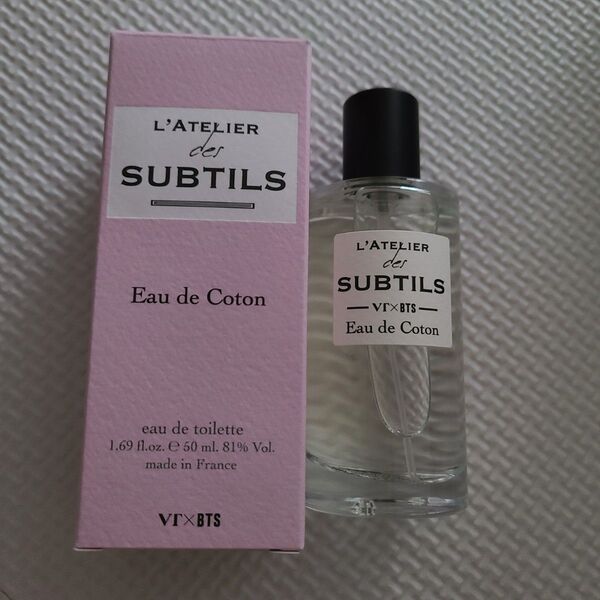 L'ATELIER
des
SUBTILS
Eau de Coton
eau de toilette
1.69 fl.oz. ℮ 50 ml. 81% Vol.
made in France
VT×BTS
L'ATELIER
des
SUBTILS
VT×BTS
Eau de Coton